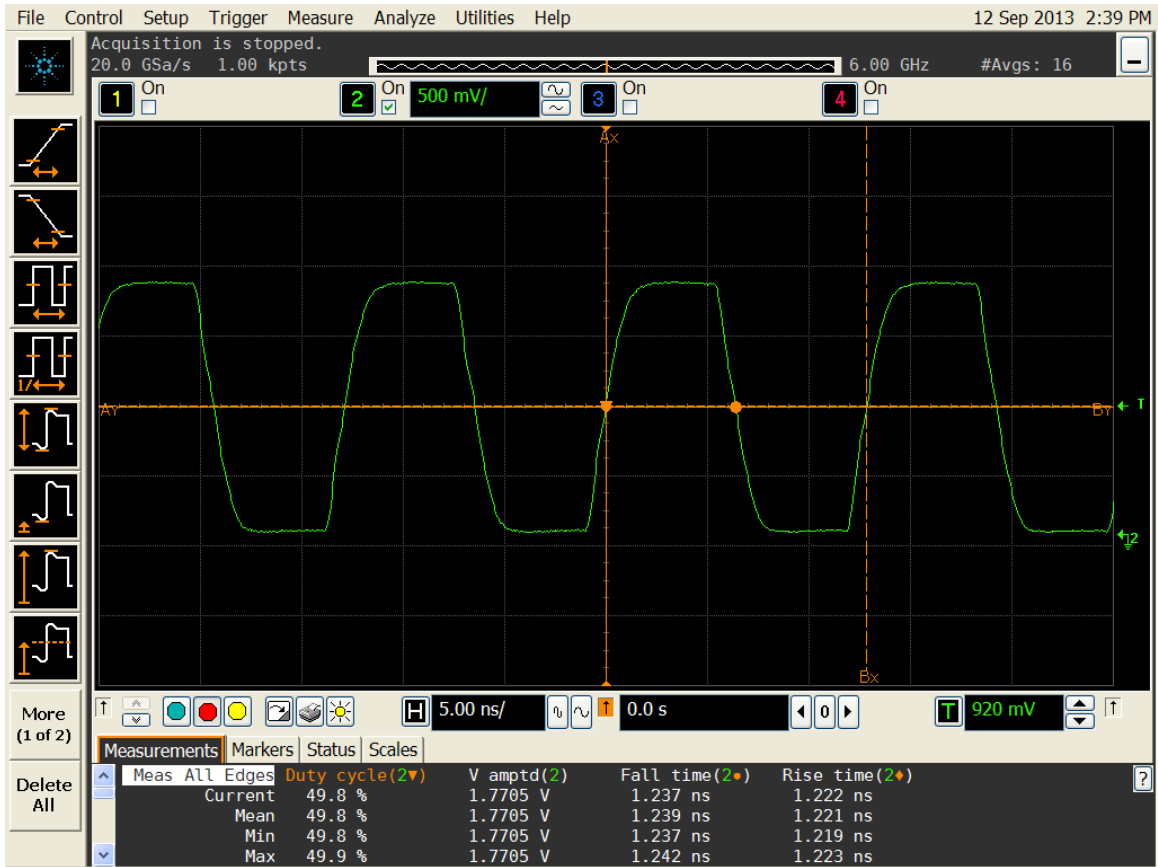 File Control Setup Trigger Measure Analyze Utilities Help 12 Sep 2013 2:39 PM
Acquisition is stopped.
20.0 GSa/s 1.00 kpts 6.00 GHz #Avgs: 16
1 On 2 On 500 mV/ 3 On 4 On
Ax
1/
AY BY T
2
Bx
More
(1 of 2)
H 5.00 ns/ 0.0 s 0 T 920 mV
Measurements Markers Status Scales
Delete
All
Meas All Edges Duty cycle(2▼) V amptd(2) Fall time(2●) Rise time(2♦) ?
Current 49.8 % 1.7705 V 1.237 ns 1.222 ns
Mean 49.8 % 1.7705 V 1.239 ns 1.221 ns
Min 49.8 % 1.7705 V 1.237 ns 1.219 ns
Max 49.9 % 1.7705 V 1.242 ns 1.223 ns